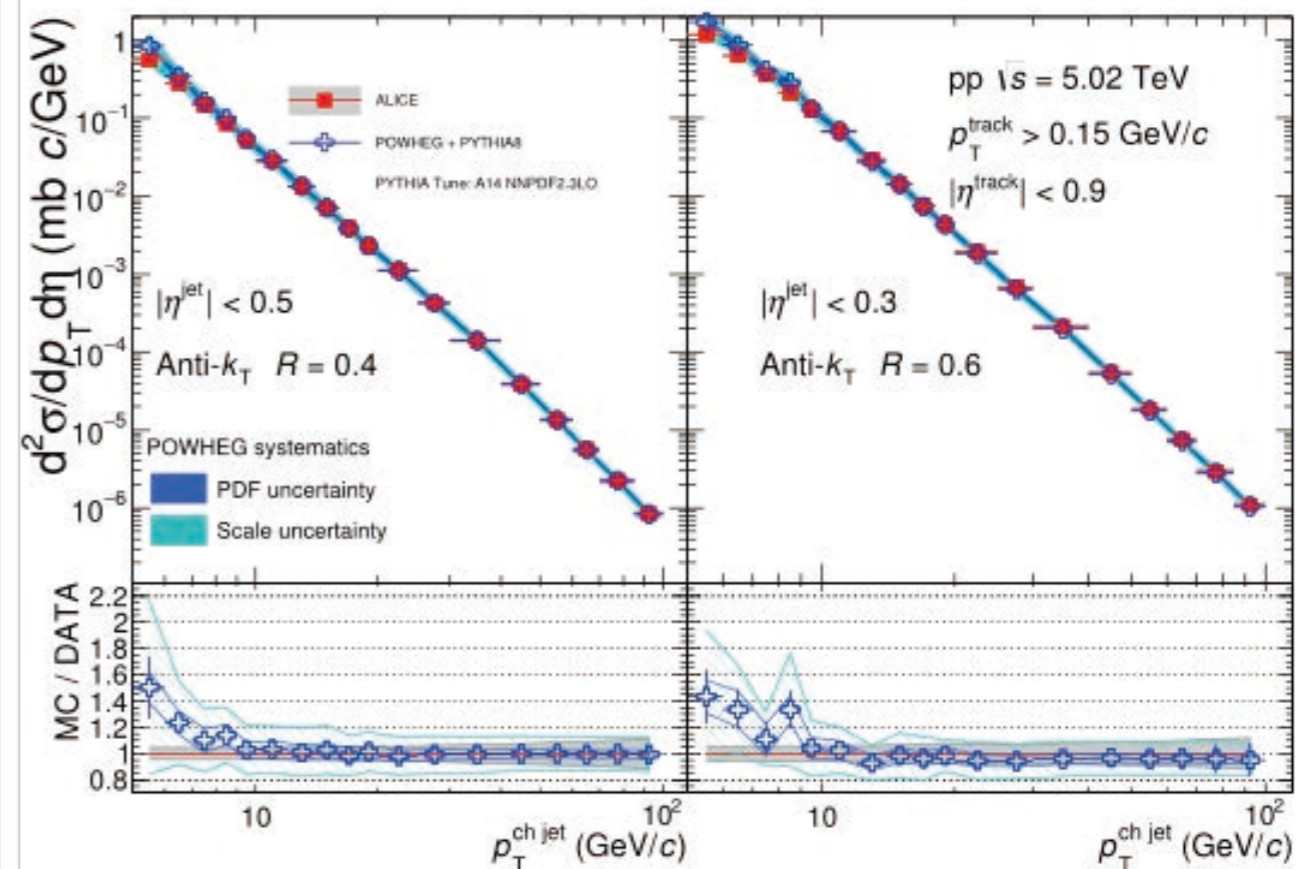 d²σ/dp_T dη (mb c/GeV)
1
10⁻¹
10⁻²
10⁻³
10⁻⁴
10⁻⁵
10⁻⁶
ALICE
POWHEG + PYTHIA8
PYTHIA Tune: A14 NNPDF2.3LO
|η^jet| < 0.5
Anti-k_T R = 0.4
POWHEG systematics
PDF uncertainty
Scale uncertainty
pp √s = 5.02 TeV
p_T^track > 0.15 GeV/c
|η^track| < 0.9
|η^jet| < 0.3
Anti-k_T R = 0.6
MC / DATA
2.2
2
1.8
1.6
1.4
1.2
1
0.8
10 10²
p_T^ch jet (GeV/c)
10 10²
p_T^ch jet (GeV/c)